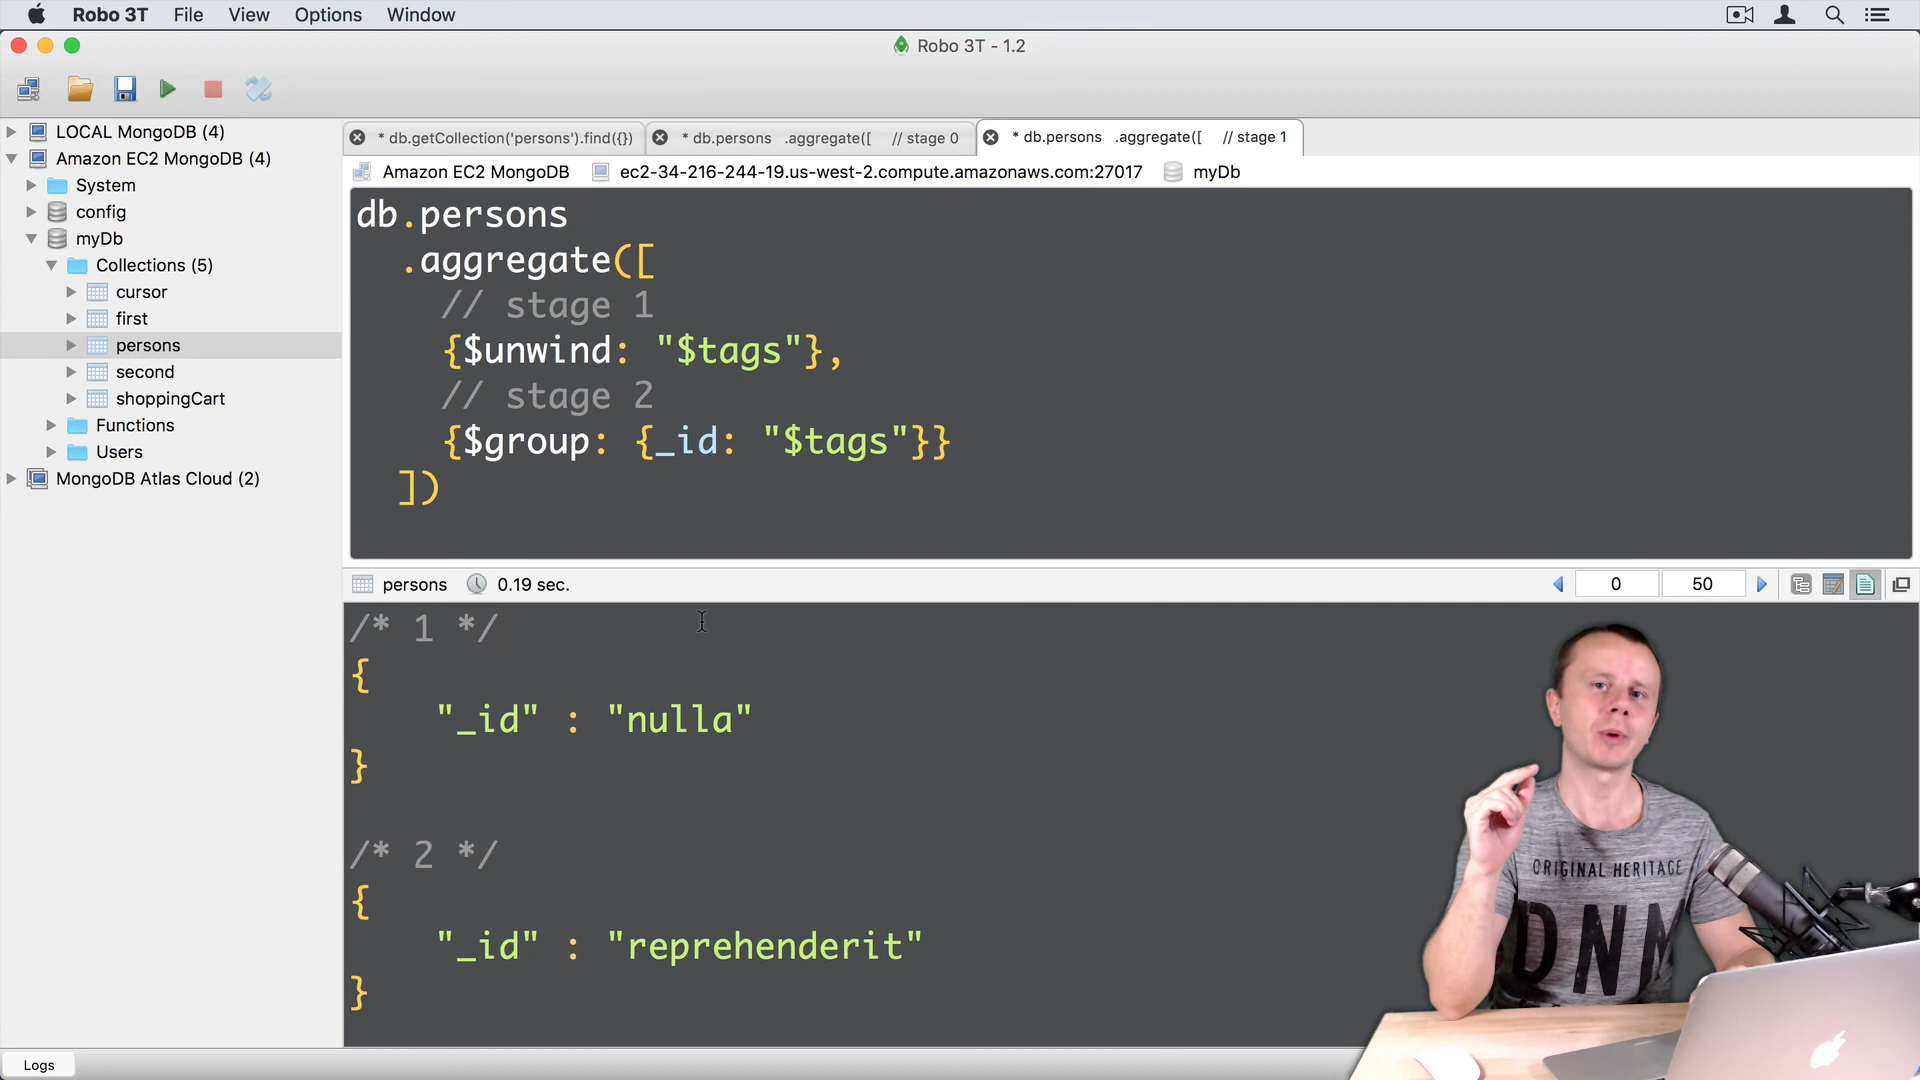 Robo 3T File View Options Window
Robo 3T - 1.2
LOCAL MongoDB (4)
Amazon EC2 MongoDB (4)
System
config
myDb
Collections (5)
cursor
first
persons
second
shoppingCart
Functions
Users
MongoDB Atlas Cloud (2)
* db.getCollection('persons').find({}) * db.persons .aggregate([ // stage 0 * db.persons .aggregate([ // stage 1
Amazon EC2 MongoDB ec2-34-216-244-19.us-west-2.compute.amazonaws.com:27017 myDb
db.persons
.aggregate([
// stage 1
{$unwind: "$tags"},
// stage 2
{$group: {_id: "$tags"}}
])
persons 0.19 sec. 0 50
/* 1 */
{
"_id" : "nulla"
}
/* 2 */
{
"_id" : "reprehenderit"
}
ORIGINAL HERITAGE
DNM
Logs